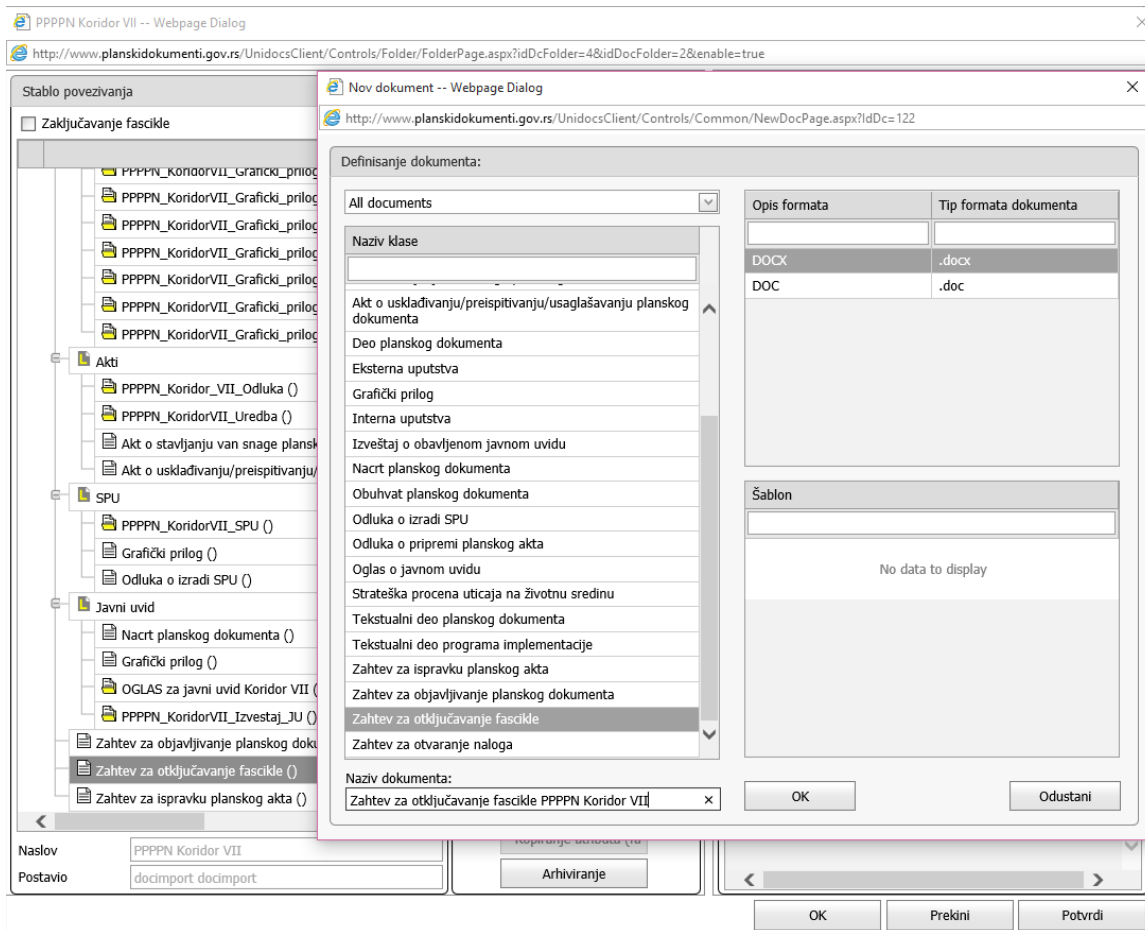 PPPPN Koridor VII -- Webpage Dialog
http://www.planskidokumenti.gov.rs/UnidocsClient/Controls/Folder/FolderPage.aspx?idDcFolder=4&idDocFolder=2&enable=true
Stablo povezivanja
Zaključavanje fascikle
PPPPN_KoridorVII_Graficki_prilog
PPPPN_KoridorVII_Graficki_prilog
PPPPN_KoridorVII_Graficki_prilog
PPPPN_KoridorVII_Graficki_prilog
PPPPN_KoridorVII_Graficki_prilog
PPPPN_KoridorVII_Graficki_prilog
PPPPN_KoridorVII_Graficki_prilog
Akti
PPPPN_Koridor_VII_Odluka ()
PPPPN_KoridorVII_Uredba ()
Akt o stavljanju van snage plansk
Akt o usklađivanju/preispitivanju/
SPU
PPPPN_KoridorVII_SPU ()
Grafički prilog ()
Odluka o izradi SPU ()
Javni uvid
Nacrt planskog dokumenta ()
Grafički prilog ()
OGLAS za javni uvid Koridor VII (
PPPPN_KoridorVII_Izvestaj_JU ()
Zahtev za objavljivanje planskog doku
Zahtev za otključavanje fascikle ()
Zahtev za ispravku planskog akta ()
Naslov PPPPN Koridor VII
Postavio docimport docimport
Arhiviranje
OK Prekini Potvrdi
Nov dokument -- Webpage Dialog
http://www.planskidokumenti.gov.rs/UnidocsClient/Controls/Common/NewDocPage.aspx?IdDc=122
Definisanje dokumenta:
All documents
Naziv klase
Akt o usklađivanju/preispitivanju/usaglašavanju planskog
dokumenta
Deo planskog dokumenta
Eksterna uputstva
Grafički prilog
Interna uputstva
Izveštaj o obavljenom javnom uvidu
Nacrt planskog dokumenta
Obuhvat planskog dokumenta
Odluka o izradi SPU
Odluka o pripremi planskog akta
Oglas o javnom uvidu
Strateška procena uticaja na životnu sredinu
Tekstualni deo planskog dokumenta
Tekstualni deo programa implementacije
Zahtev za ispravku planskog akta
Zahtev za objavljivanje planskog dokumenta
Zahtev za otključavanje fascikle
Zahtev za otvaranje naloga
Naziv dokumenta:
Zahtev za otključavanje fascikle PPPPN Koridor VII
Opis formata Tip formata dokumenta
DOCX .docx
DOC .doc
Šablon
No data to display
OK Odustani